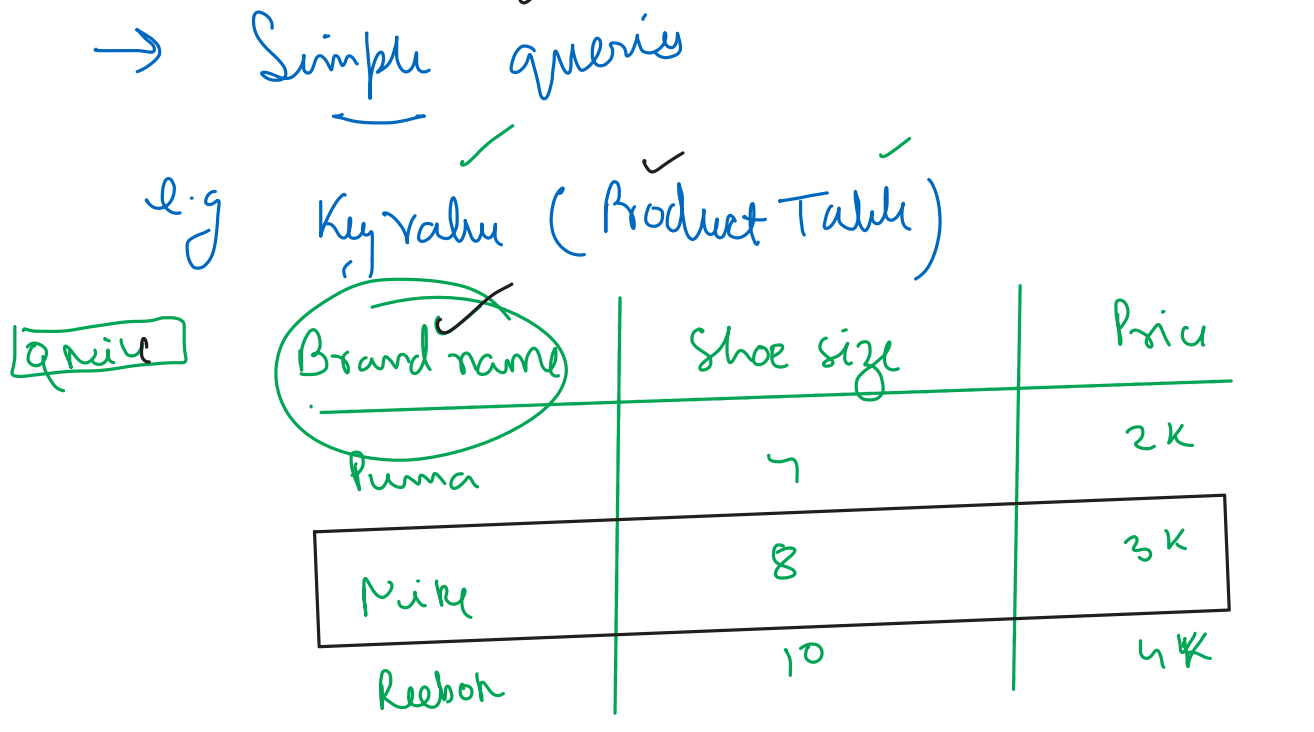 → Simple queries
e.g Key value (Product Table)
Brand name Shoe size Price
Puma 2K
Nike 8 3K
Reebok 10 4K